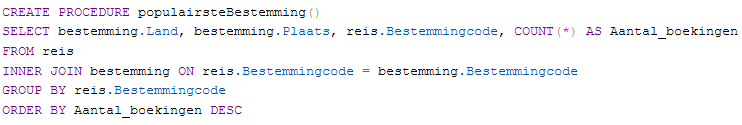 CREATE PROCEDURE populairsteBestemming()
SELECT bestemming.Land, bestemming.Plaats, reis.Bestemmingcode, COUNT(*) AS Aantal_boekingen
FROM reis
INNER JOIN bestemming ON reis.Bestemmingcode = bestemming.Bestemmingcode
GROUP BY reis.Bestemmingcode
ORDER BY Aantal_boekingen DESC